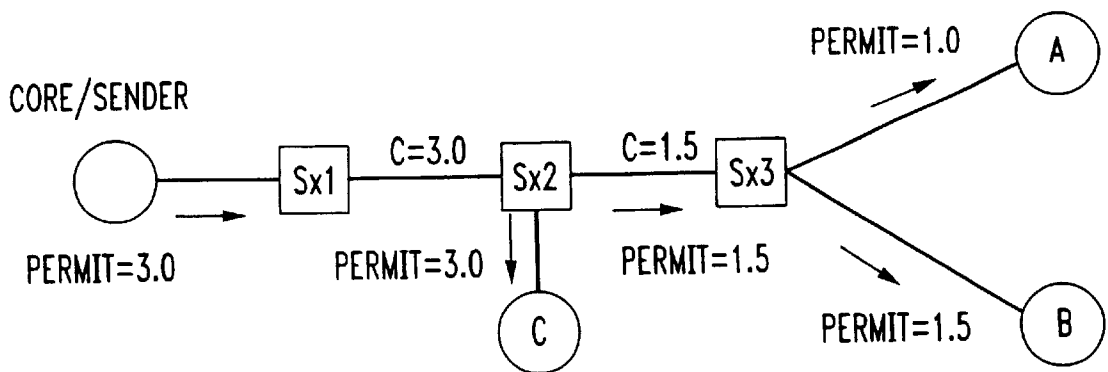 PERMIT=1.0
A
CORE/SENDER
C=3.0
C=1.5
Sx1
Sx2
Sx3
PERMIT=3.0
PERMIT=3.0
PERMIT=1.5
C
PERMIT=1.5
B